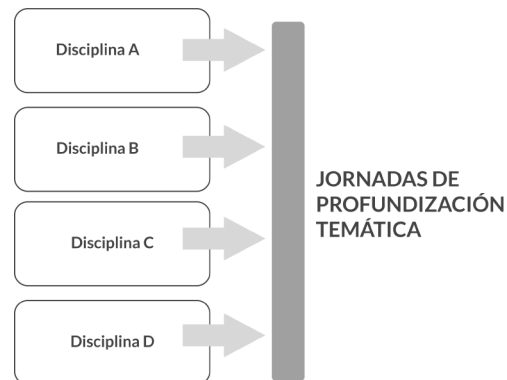 Disciplina A
Disciplina B
Disciplina C
Disciplina D
JORNADAS DE
PROFUNDIZACIÓN
TEMÁTICA